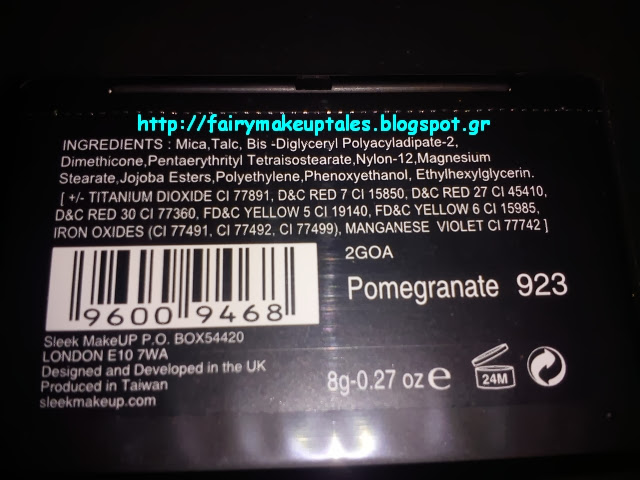 http://fairymakeuptales.blogspot.gr
INGREDIENTS : Mica,Talc, Bis -Diglyceryl Polyacyladipate-2,
Dimethicone,Pentaerythrityl Tetraisostearate,Nylon-12,Magnesium
Stearate,Jojoba Esters,Polyethylene,Phenoxyethanol, Ethylhexylglycerin.
[ +/- TITANIUM DIOXIDE CI 77891, D&C RED 7 CI 15850, D&C RED 27 CI 45410,
D&C RED 30 CI 77360, FD&C YELLOW 5 CI 19140, FD&C YELLOW 6 CI 15985,
IRON OXIDES (CI 77491, CI 77492, CI 77499), MANGANESE VIOLET CI 77742 ]
2GOA
Pomegranate 923
9600 9468
Sleek MakeUP P.O. BOX54420
LONDON E10 7WA
Designed and Developed in the UK
Produced in Taiwan
sleekmakeup.com
8g-0.27 oz e
24M